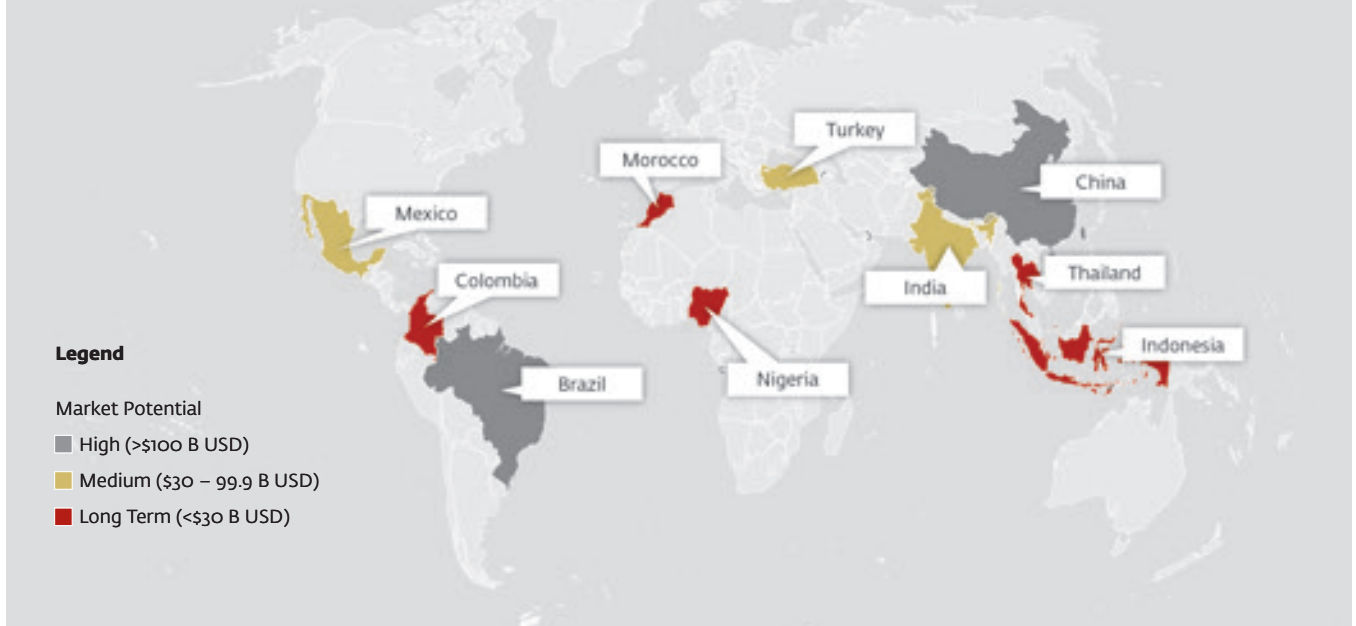 Turkey
Morocco
China
Mexico
Thailand
Colombia
India
Indonesia
Nigeria
Brazil
Legend
Market Potential
High (>$100 B USD)
Medium ($30 – 99.9 B USD)
Long Term (<$30 B USD)